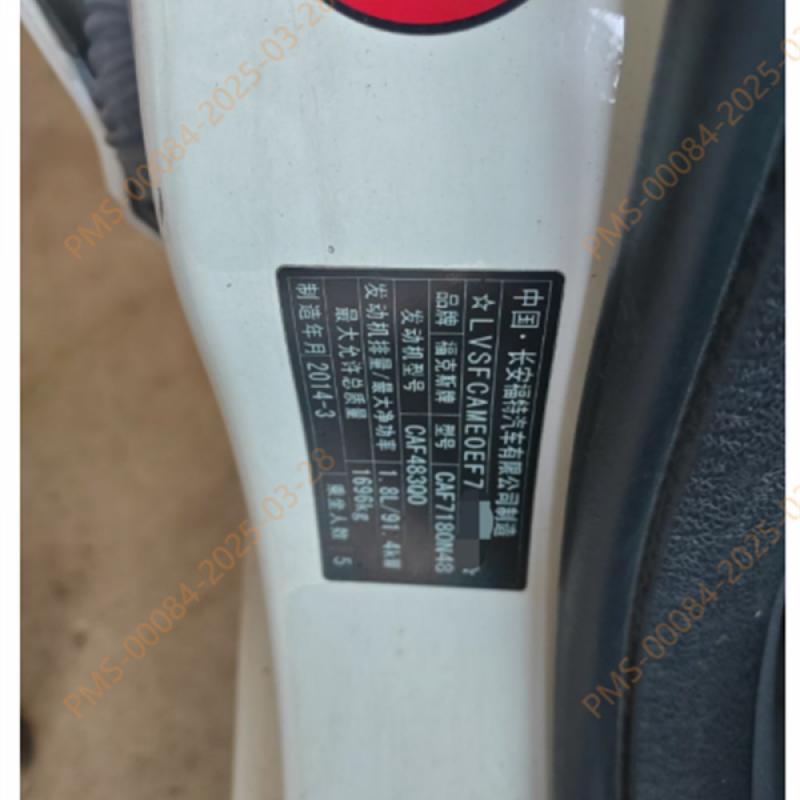 中国·长安福特汽车有限公司制造
☆LVSFCAME0EF7
品牌 福克斯牌 型号 CAF7180N48
发动机型号 CAF48300
发动机排量/最大净功率 1.8L/91.4kW
最大允许总质量 1696kg
制造年月 2014-3 乘坐人数 5
PMS-00084-2025-03-28
PMS-00084-2025-03-28
PMS-00084-2025-03-28
PMS-00084-2025-03-28